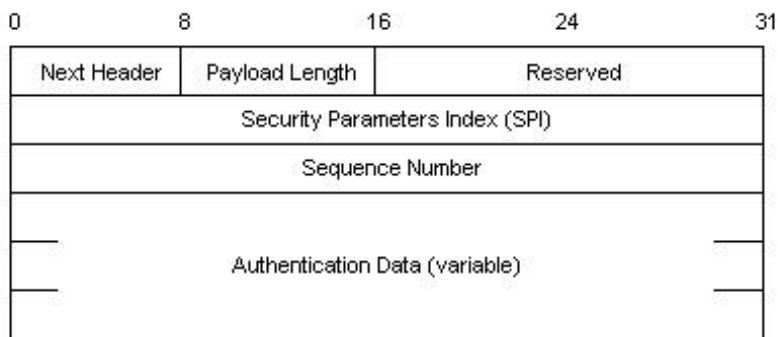 0 8 16 24 31
Next Header Payload Length Reserved
Security Parameters Index (SPI)
Sequence Number
Authentication Data (variable)